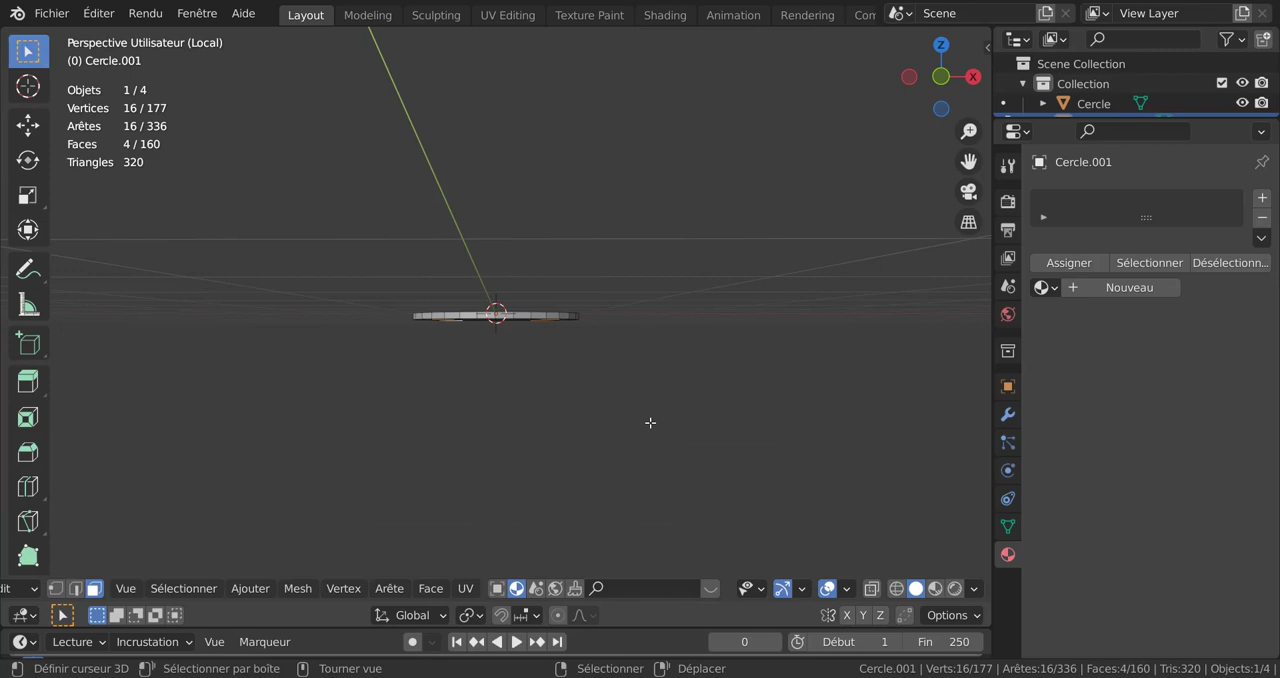 Fichier Éditer Rendu Fenêtre Aide Layout Modeling Sculpting UV Editing Texture Paint Shading Animation Rendering Com Scene View Layer
Perspective Utilisateur (Local)
(0) Cercle.001
Objets 1 / 4
Vertices 16 / 177
Arêtes 16 / 336
Faces 4 / 160
Triangles 320
Z
X
Scene Collection
Collection
Cercle
Cercle.001
Assigner Sélectionner Désélectionn...
Nouveau
dit Vue Sélectionner Ajouter Mesh Vertex Arête Face UV
Global X Y Z Options
Lecture Incrustation Vue Marqueur 0 Début 1 Fin 250
Définir curseur 3D Sélectionner par boîte Tourner vue Sélectionner Déplacer Cercle.001 | Verts:16/177 | Arêtes:16/336 | Faces:4/160 | Tris:320 | Objects:1/4 |